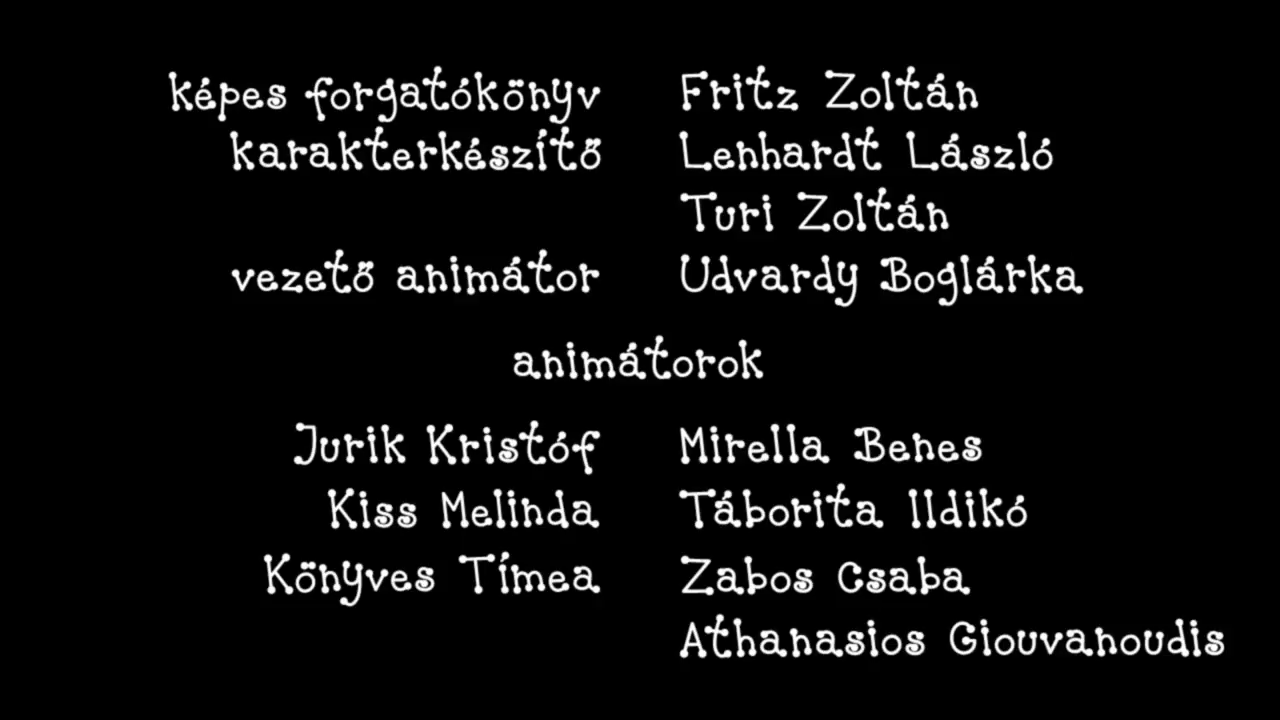 képes forgatókönyv Fritz Zoltán
karakterkészítő Lenhardt László
Turi Zoltán
vezető animátor Udvardy Boglárka
animátorok
Jurik Kristóf Mirella Benes
Kiss Melinda Táborita Ildikó
Könyves Tímea Zabos Csaba
Athanasios Giouvanoudis